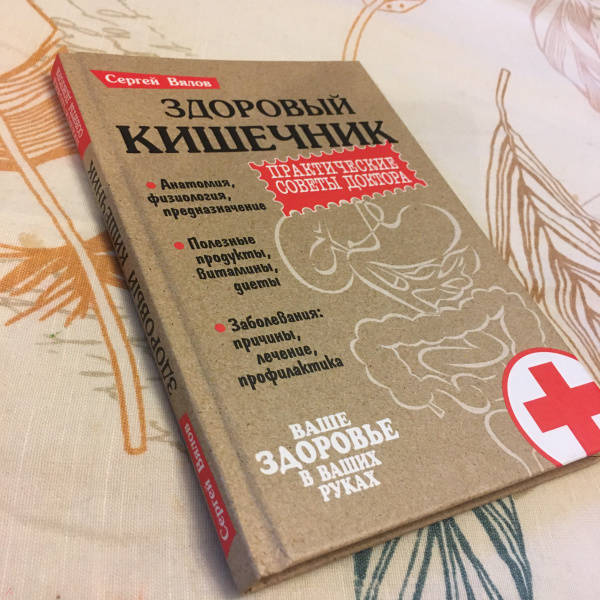 Сергей Вялов
ЗДОРОВЫЙ
КИШЕЧНИК
ПРАКТИЧЕСКИЕ
СОВЕТЫ ДОКТОРА
• Анатомия,
физиология,
предназначение
• Полезные
продукты,
витамины,
диеты
• Заболевания:
причины,
лечение,
профилактика
ВАШЕ
ЗДОРОВЬЕ
В ВАШИХ
РУКАХ
ЗДОРОВЫЙ КИШЕЧНИК
Сергей Вялов